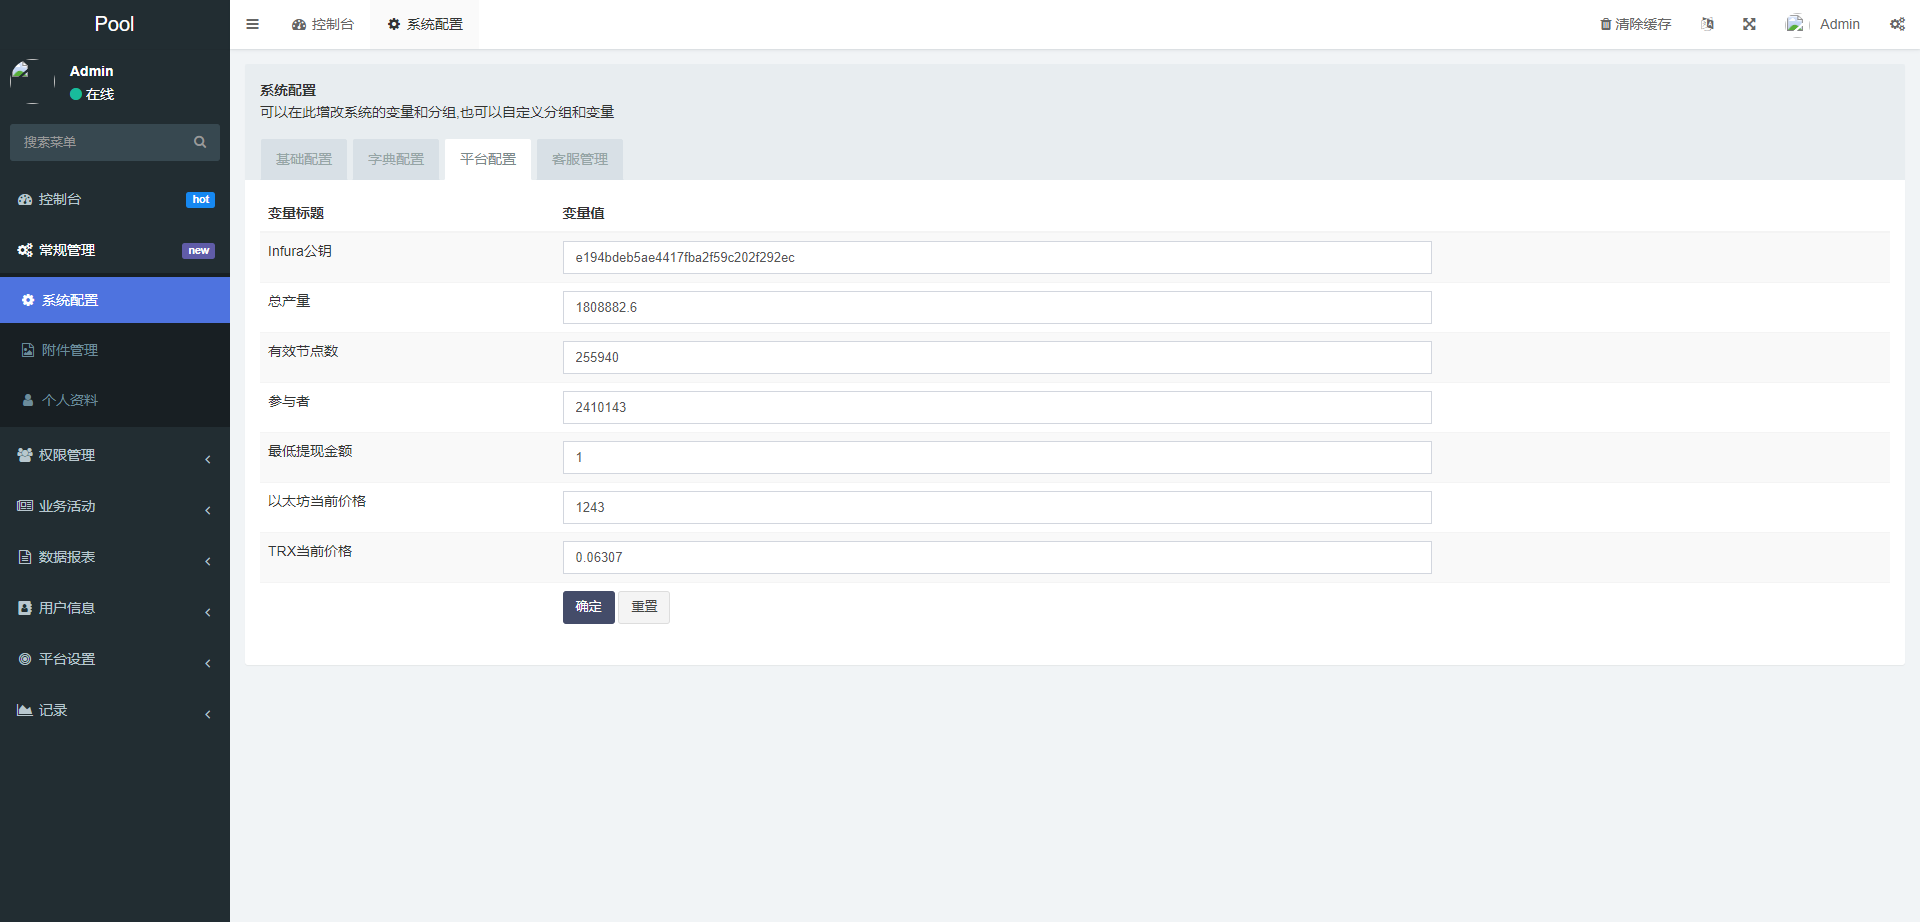 Pool
控制台
系统配置
清除缓存
Admin
Admin
在线
搜索菜单
控制台
hot
常规管理
new
系统配置
附件管理
个人资料
权限管理
业务活动
数据报表
用户信息
平台设置
记录
系统配置
可以在此增改系统的变量和分组,也可以自定义分组和变量
基础配置
字典配置
平台配置
客服管理
变量标题
变量值
Infura公钥
e194bdeb5ae4417fba2f59c202f292ec
总产量
1808882.6
有效节点数
255940
参与者
2410143
最低提现金额
1
以太坊当前价格
1243
TRX当前价格
0.06307
确定
重置